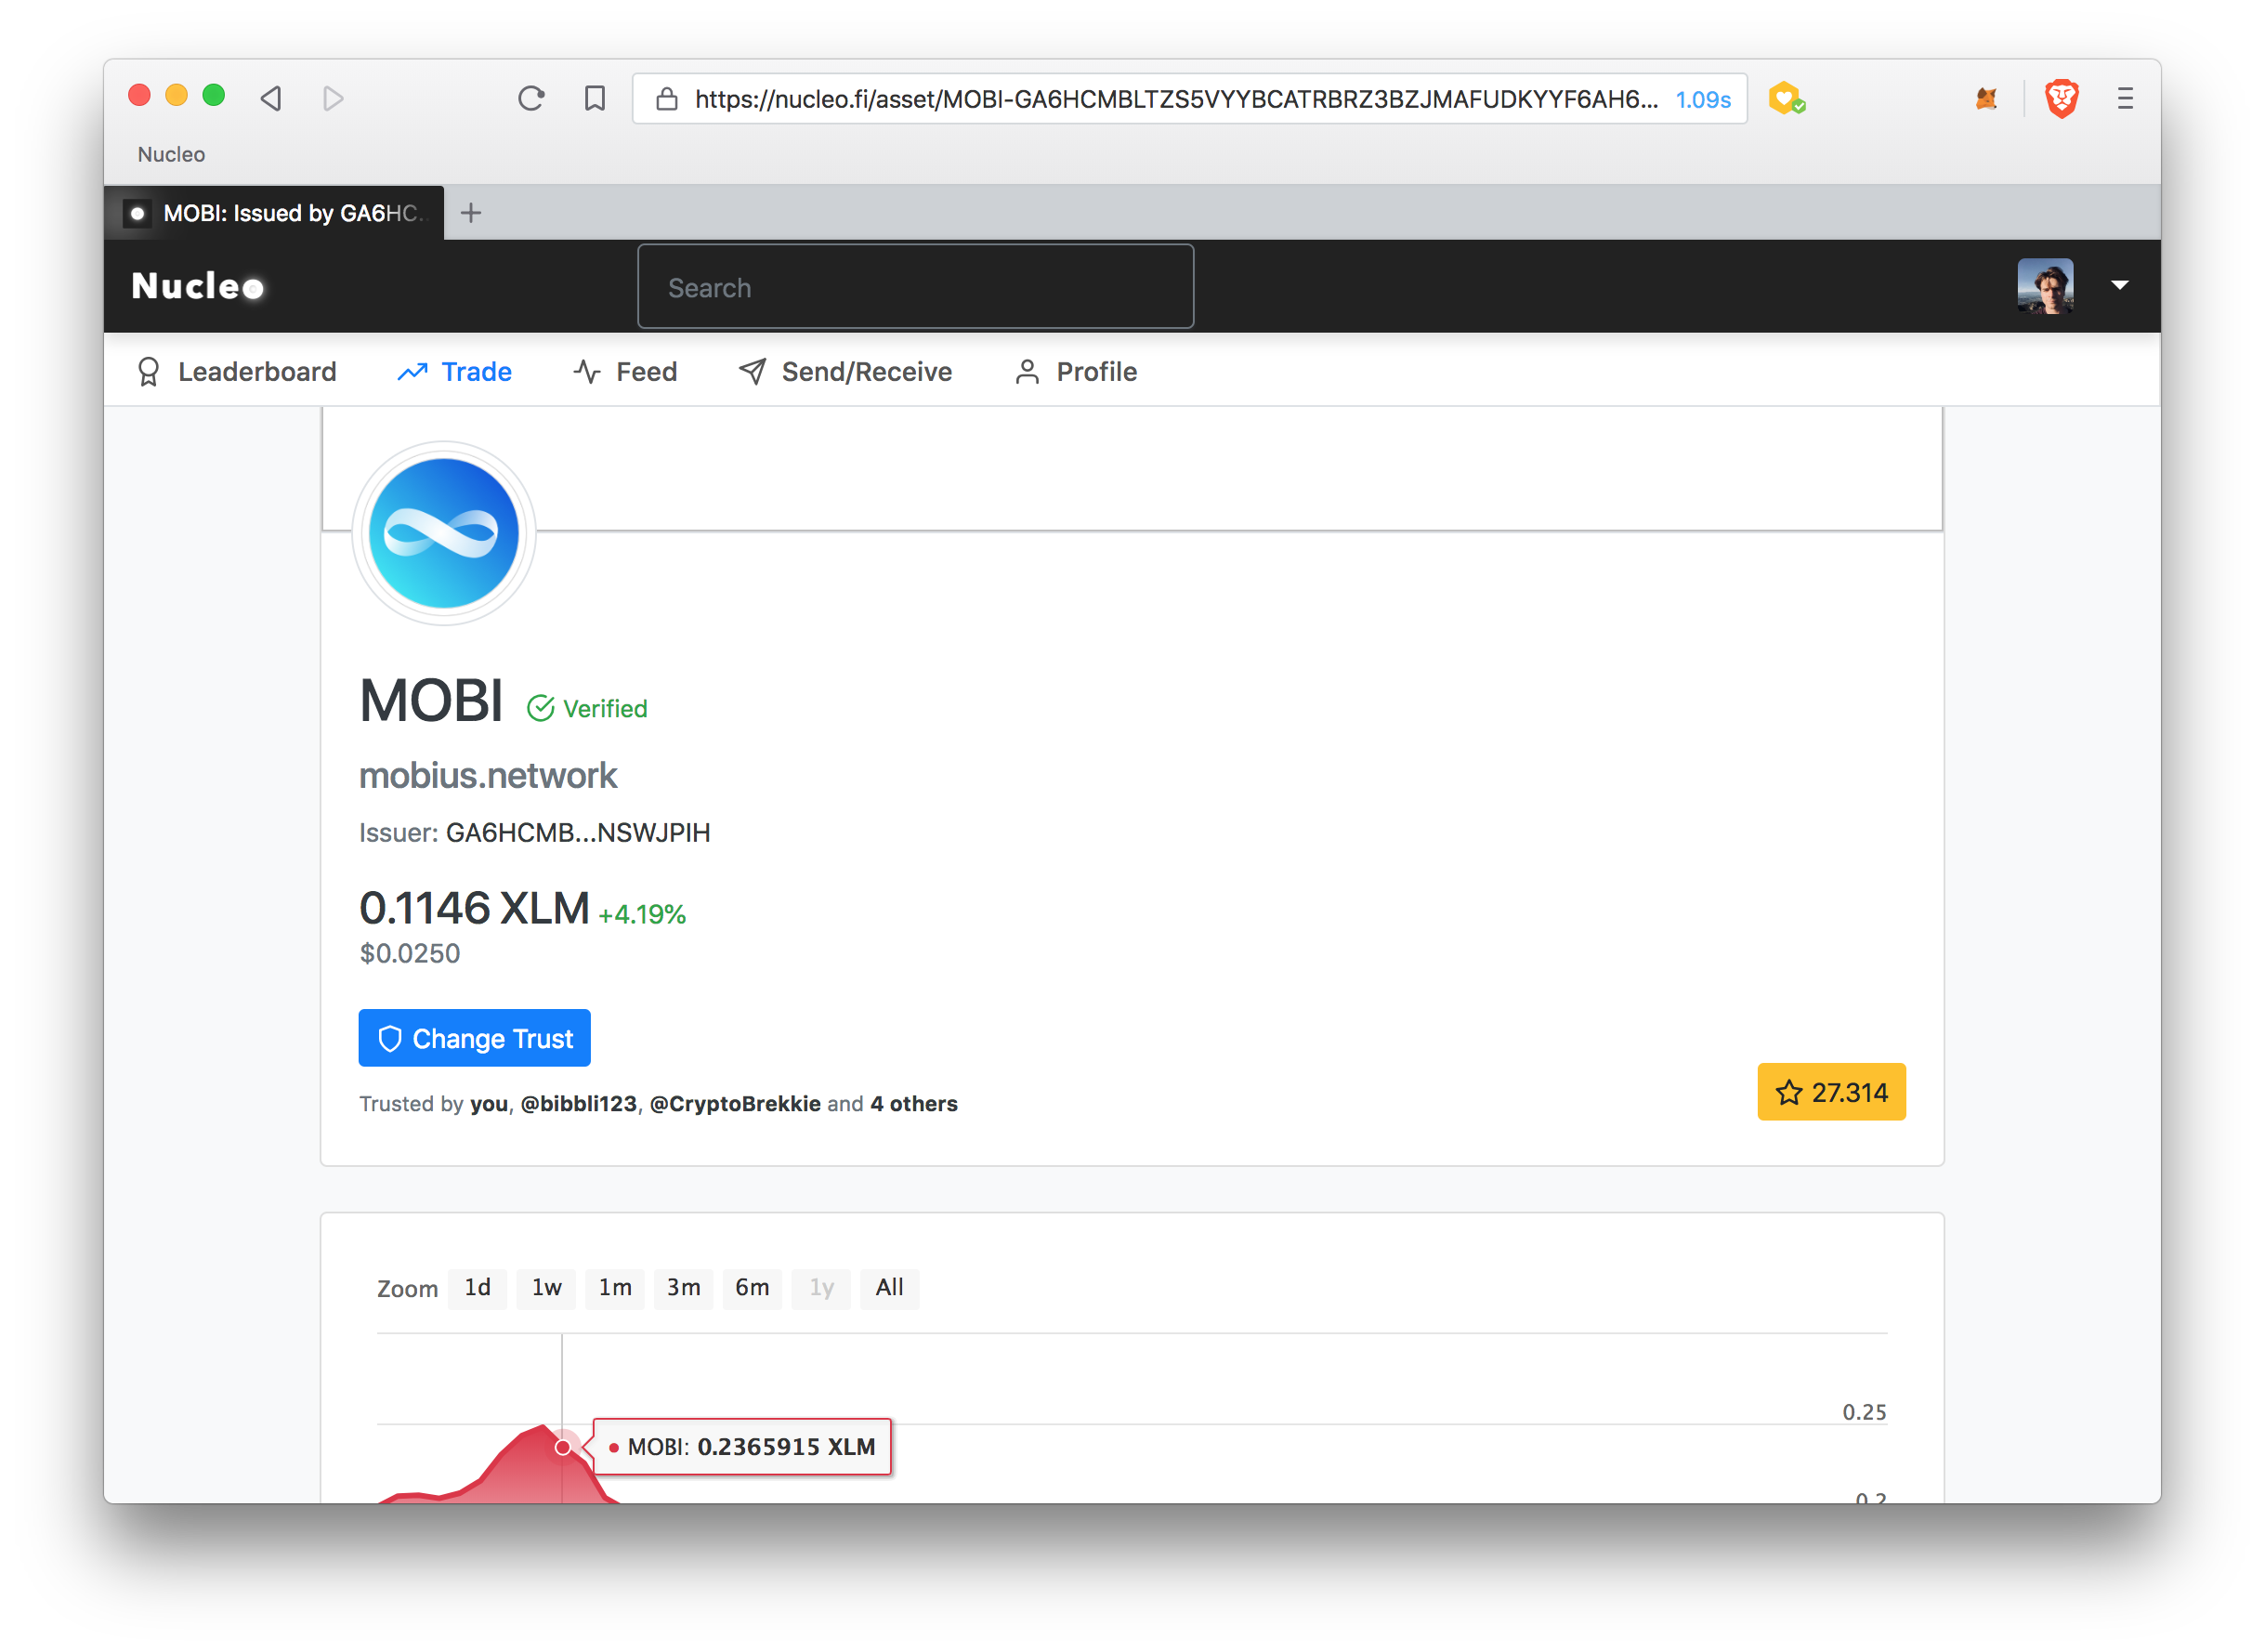 https://nucleo.fi/asset/MOBI-GA6HCMBLTZS5VYYBCATRBRZ3BZJMAFUDKYYF6AH6... 1.09s
Nucleo
MOBI: Issued by GA6HC...
Nucleo
Search
Leaderboard Trade Feed Send/Receive Profile
MOBI Verified
mobius.network
Issuer: GA6HCMB...NSWJPIH
0.1146 XLM +4.19%
$0.0250
Change Trust
27.314
Trusted by you, @bibbli123, @CryptoBrekkie and 4 others
Zoom 1d 1w 1m 3m 6m 1y All
0.25
MOBI: 0.2365915 XLM
0.2